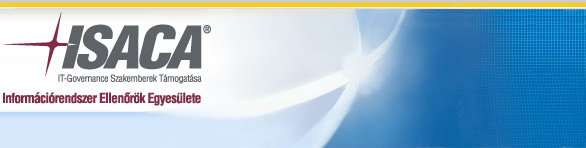 ISACA®
IT-Governance Szakemberek Támogatása
Információrendszer Ellenőrök Egyesülete